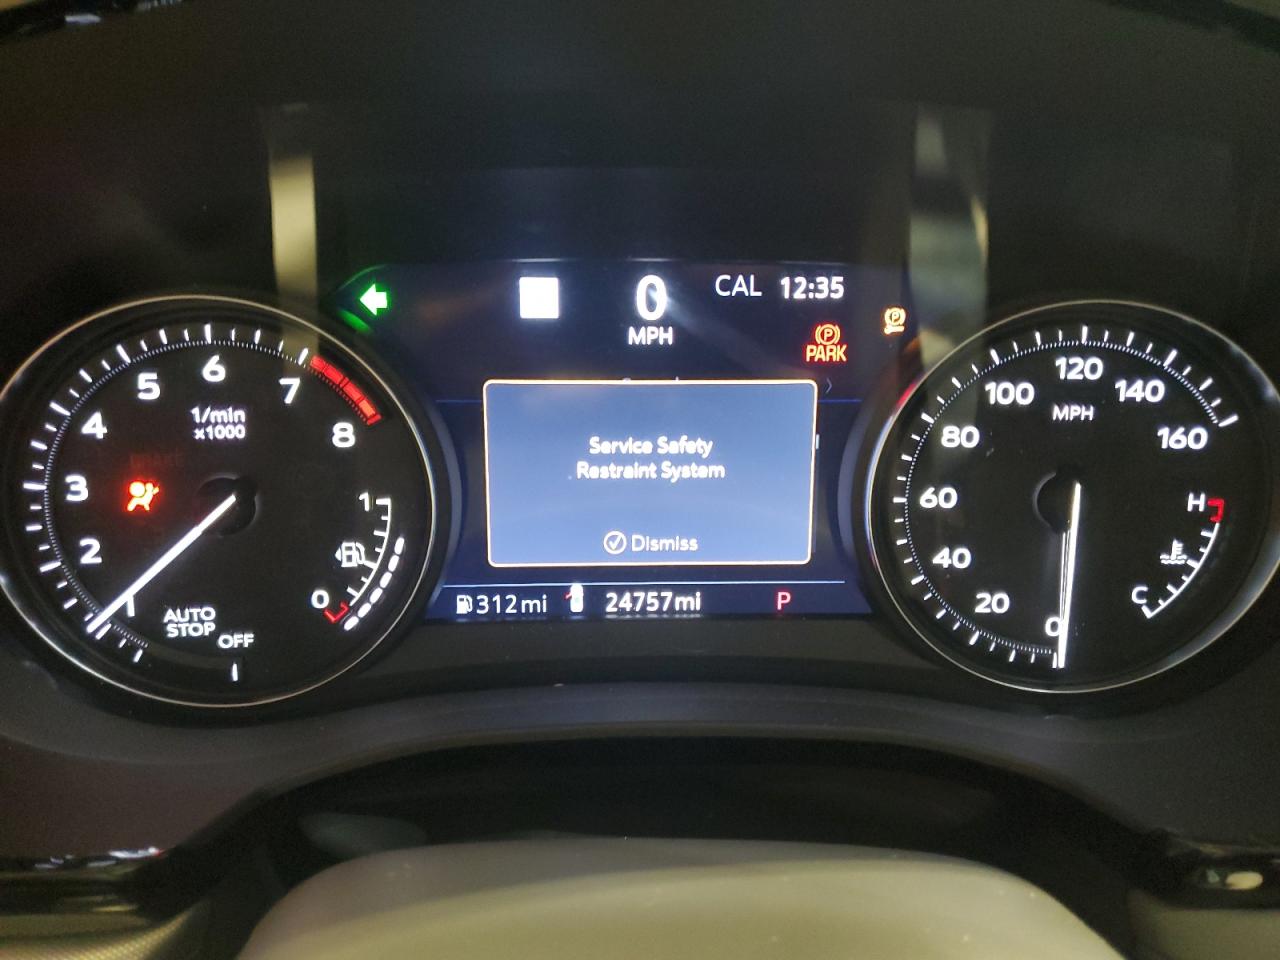 CAL 12:35
0
MPH
PARK
1/min
x1000
1
2
3
4
5
6
7
8
1
0
AUTO
STOP
OFF
Service Safety
Restraint System
Dismiss
312mi
24757mi
P
0
20
40
60
80
100
120
140
160
MPH
H
C